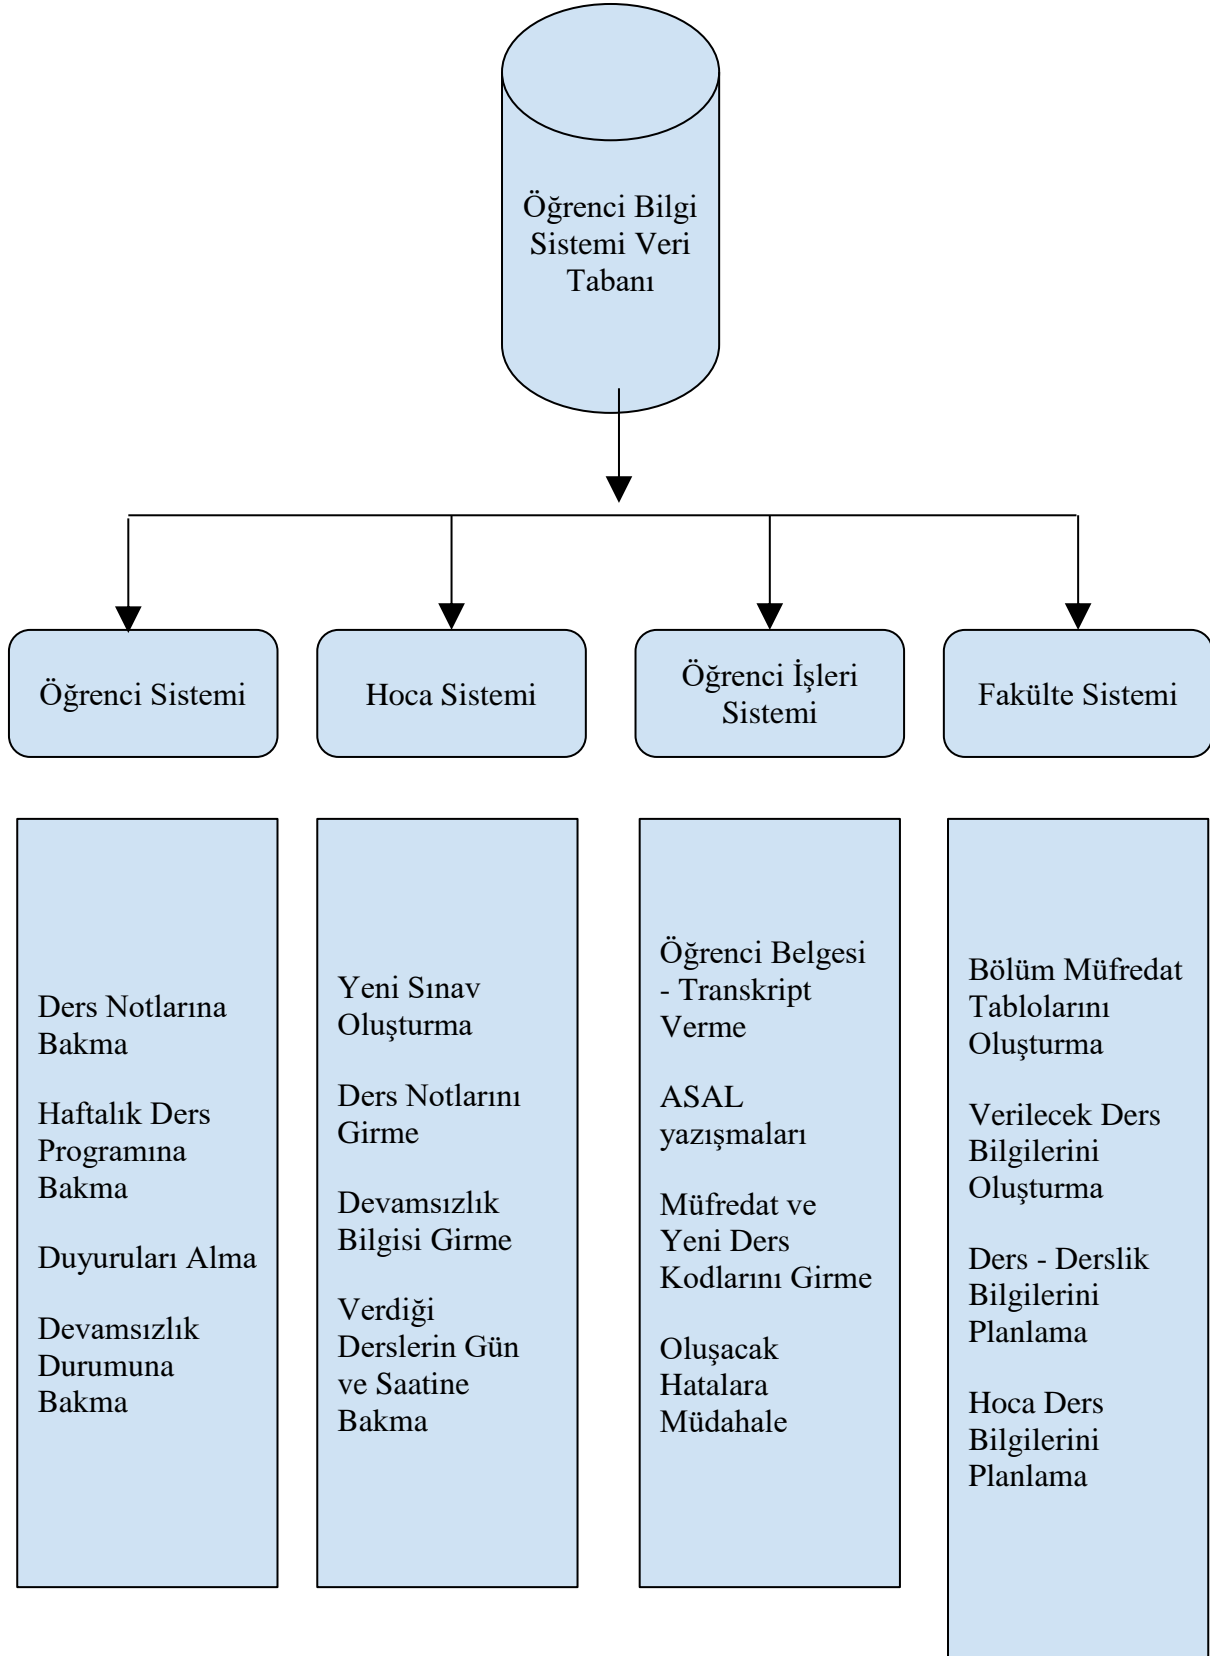 Öğrenci Bilgi
Sistemi Veri
Tabanı
Öğrenci Sistemi
Hoca Sistemi
Öğrenci İşleri
Sistemi
Fakülte Sistemi
Ders Notlarına
Bakma
Haftalık Ders
Programına
Bakma
Duyuruları Alma
Devamsızlık
Durumuna
Bakma
Yeni Sınav
Oluşturma
Ders Notlarını
Girme
Devamsızlık
Bilgisi Girme
Verdiği
Derslerin Gün
ve Saatine
Bakma
Öğrenci Belgesi
- Transkript
Verme
ASAL
yazışmaları
Müfredat ve
Yeni Ders
Kodlarını Girme
Oluşacak
Hatalara
Müdahale
Bölüm Müfredat
Tablolarını
Oluşturma
Verilecek Ders
Bilgilerini
Oluşturma
Ders - Derslik
Bilgilerini
Planlama
Hoca Ders
Bilgilerini
Planlama